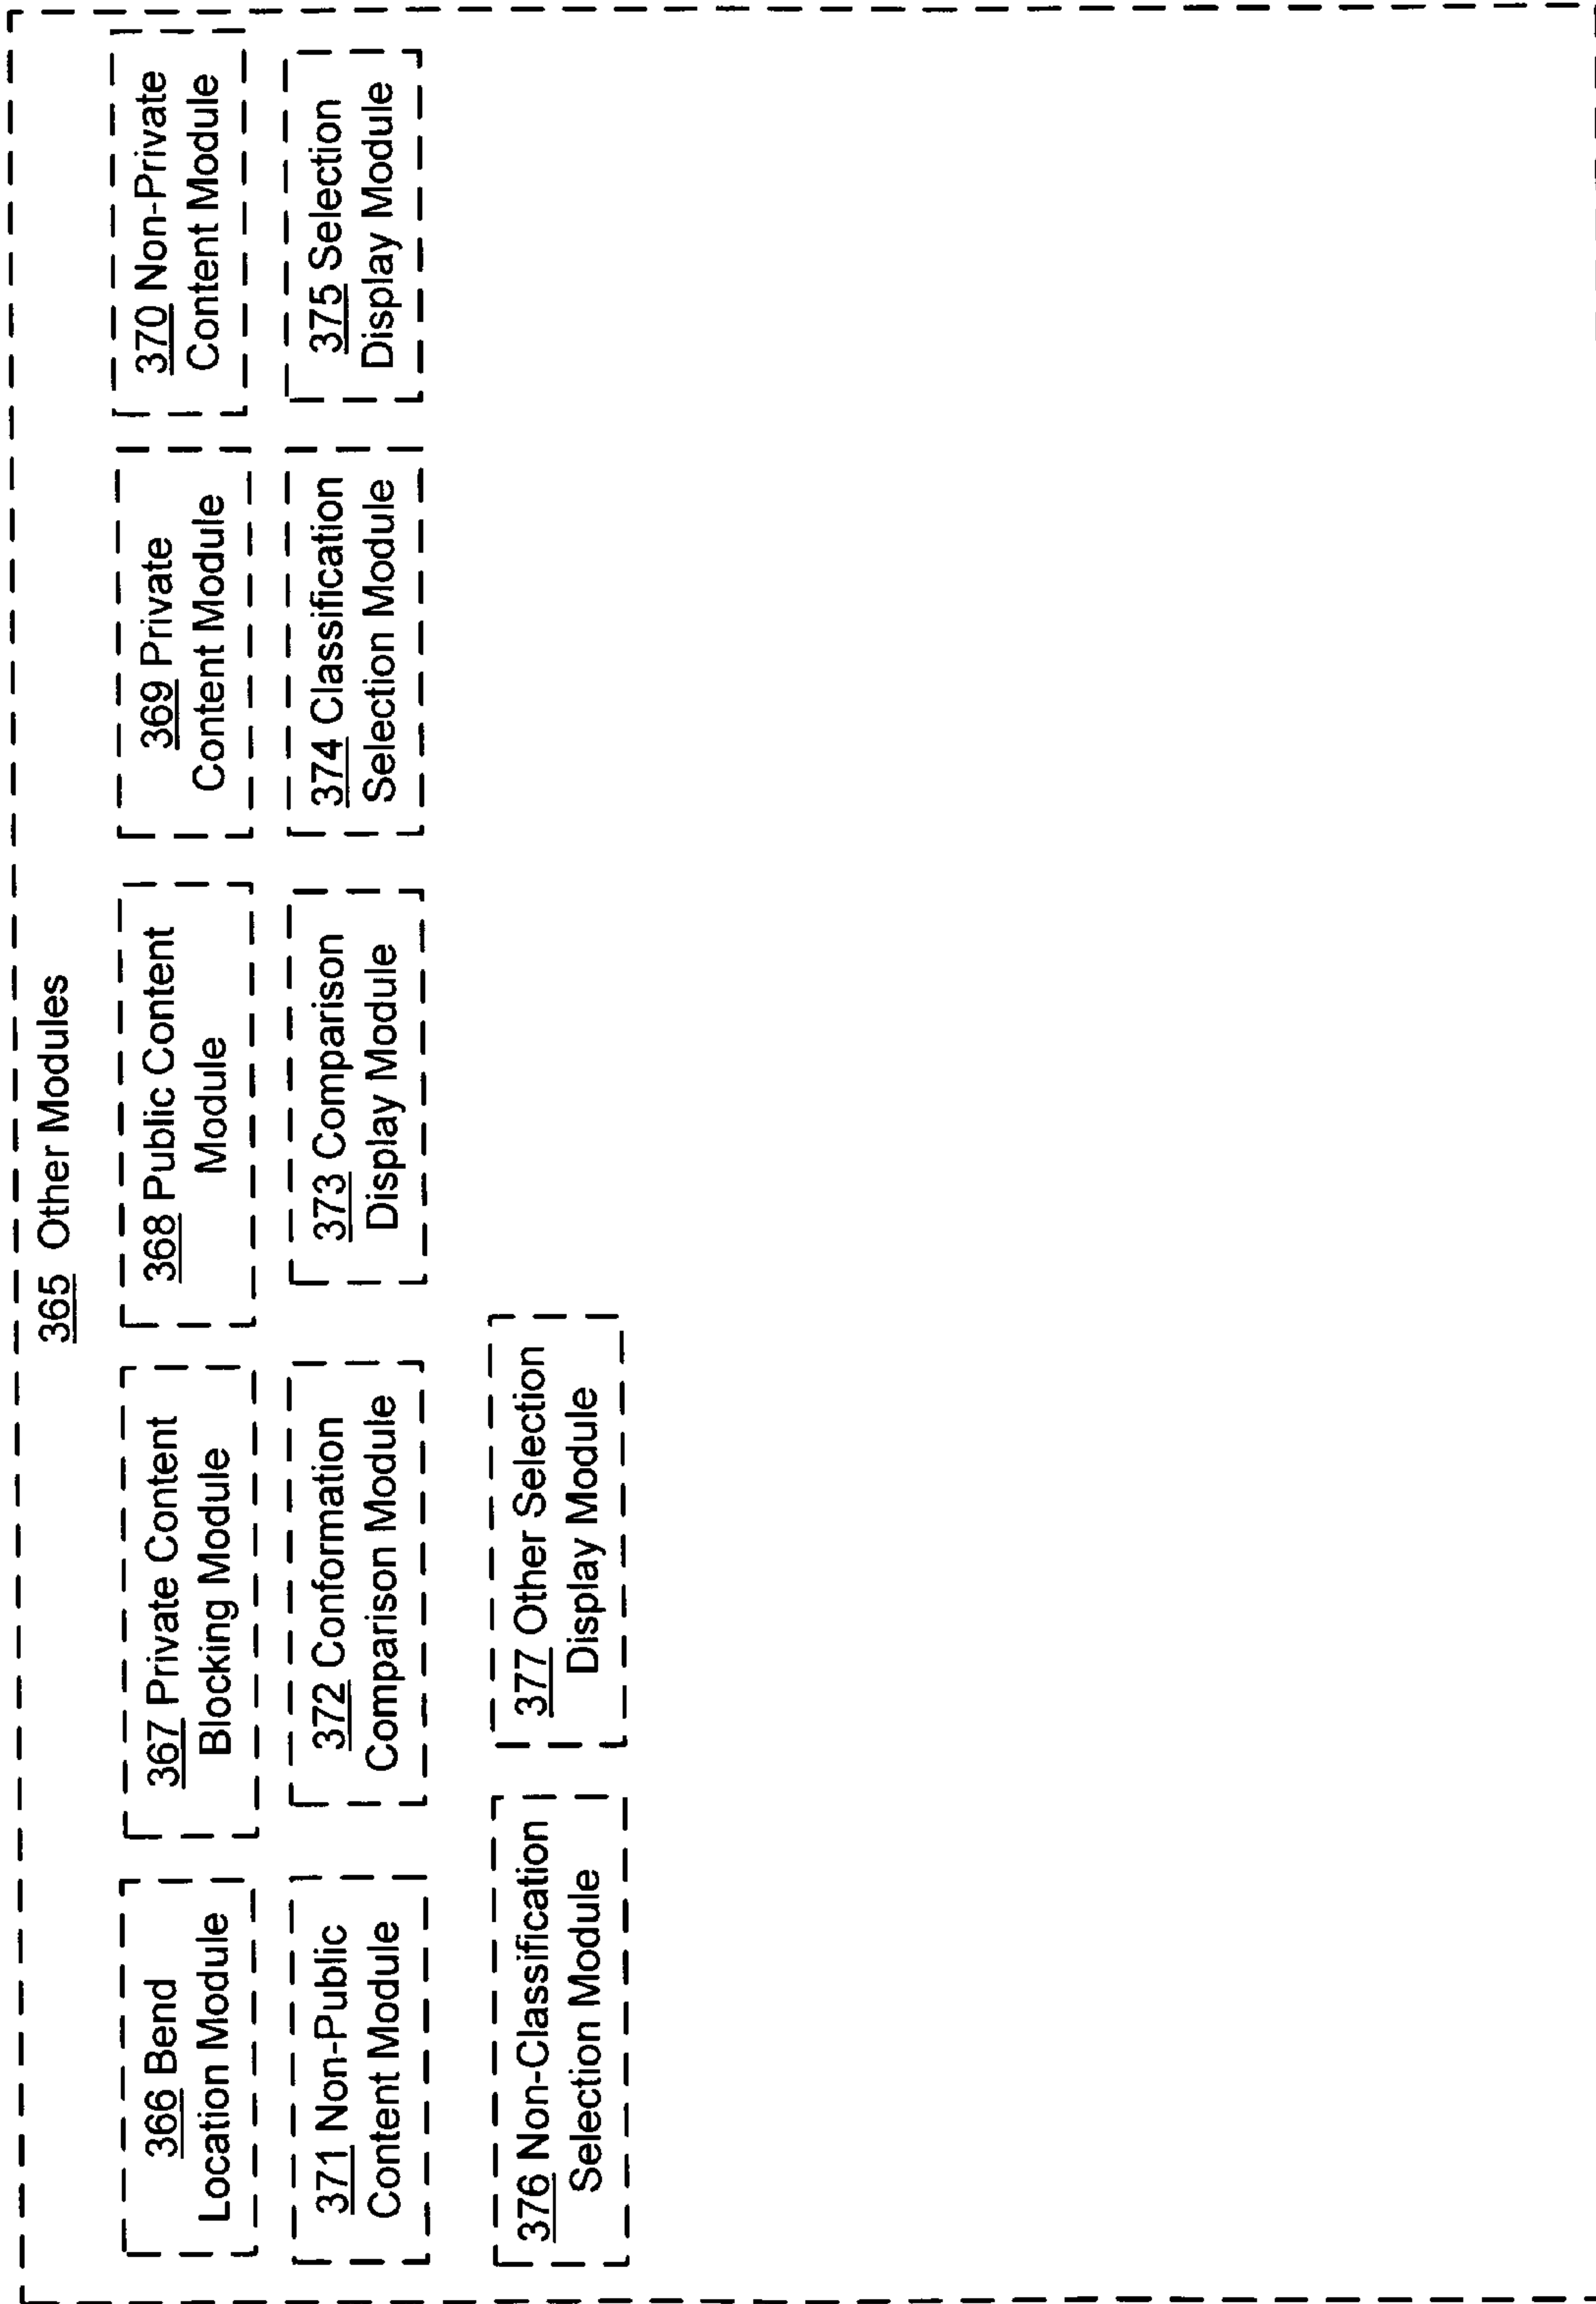 365 Other Modules
366 Bend
Location Module
367 Private Content
Blocking Module
368 Public Content
Module
369 Private
Content Module
370 Non-Private
Content Module
371 Non-Public
Content Module
372 Conformation
Comparison Module
373 Comparison
Display Module
374 Classification
Selection Module
375 Selection
Display Module
376 Non-Classification
Selection Module
377 Other Selection
Display Module